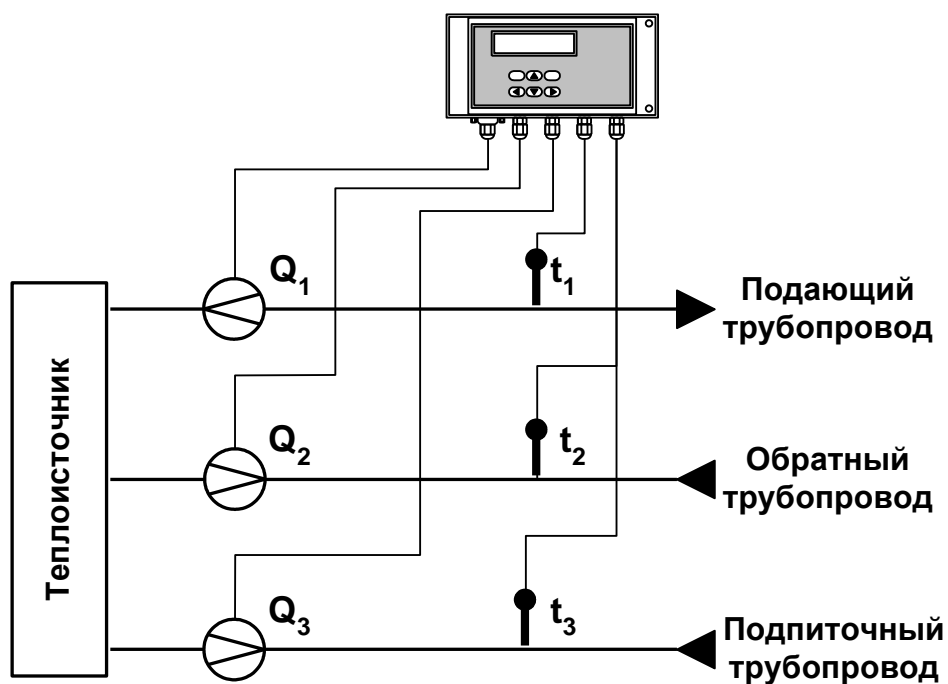 Q1
t1
Подающий
трубопровод
Теплоисточник
Q2
t2
Обратный
трубопровод
Q3
t3
Подпиточный
трубопровод